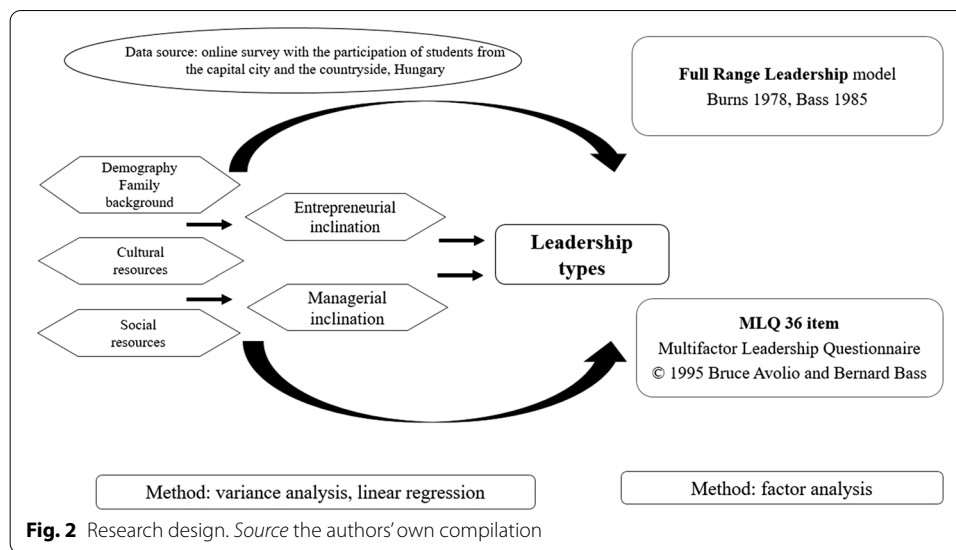 Data source: online survey with the participation of students from
the capital city and the countryside, Hungary
Full Range Leadership model
Burns 1978, Bass 1985
Demography
Family
background
Cultural
resources
Social
resources
Entrepreneurial
inclination
Managerial
inclination
Leadership
types
MLQ 36 item
Multifactor Leadership Questionnaire
© 1995 Bruce Avolio and Bernard Bass
Method: variance analysis, linear regression
Method: factor analysis
Fig. 2 Research design. Source the authors' own compilation